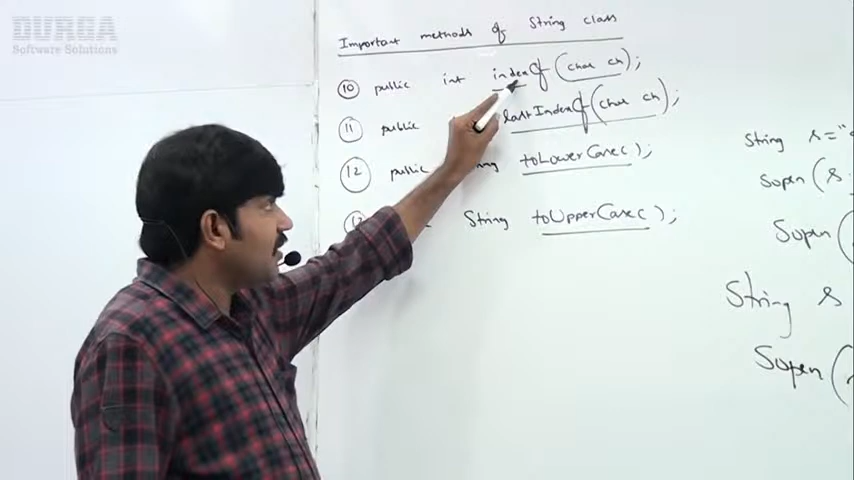 DURGA
Software Solutions
Important methods of String class
10 public int indexOf(char ch);
11 public lastIndexOf(char ch);
12 public toLowerCase();
String toUpperCase();
String s="
Sopln(s.
Sopln(
String s
Sopln(